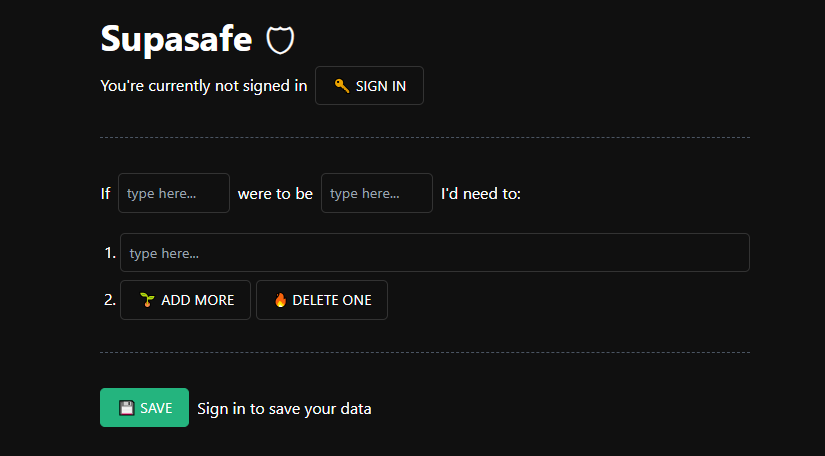 Supasafe
You're currently not signed in SIGN IN
If type here... were to be type here... I'd need to:
1. type here...
2. ADD MORE DELETE ONE
SAVE Sign in to save your data